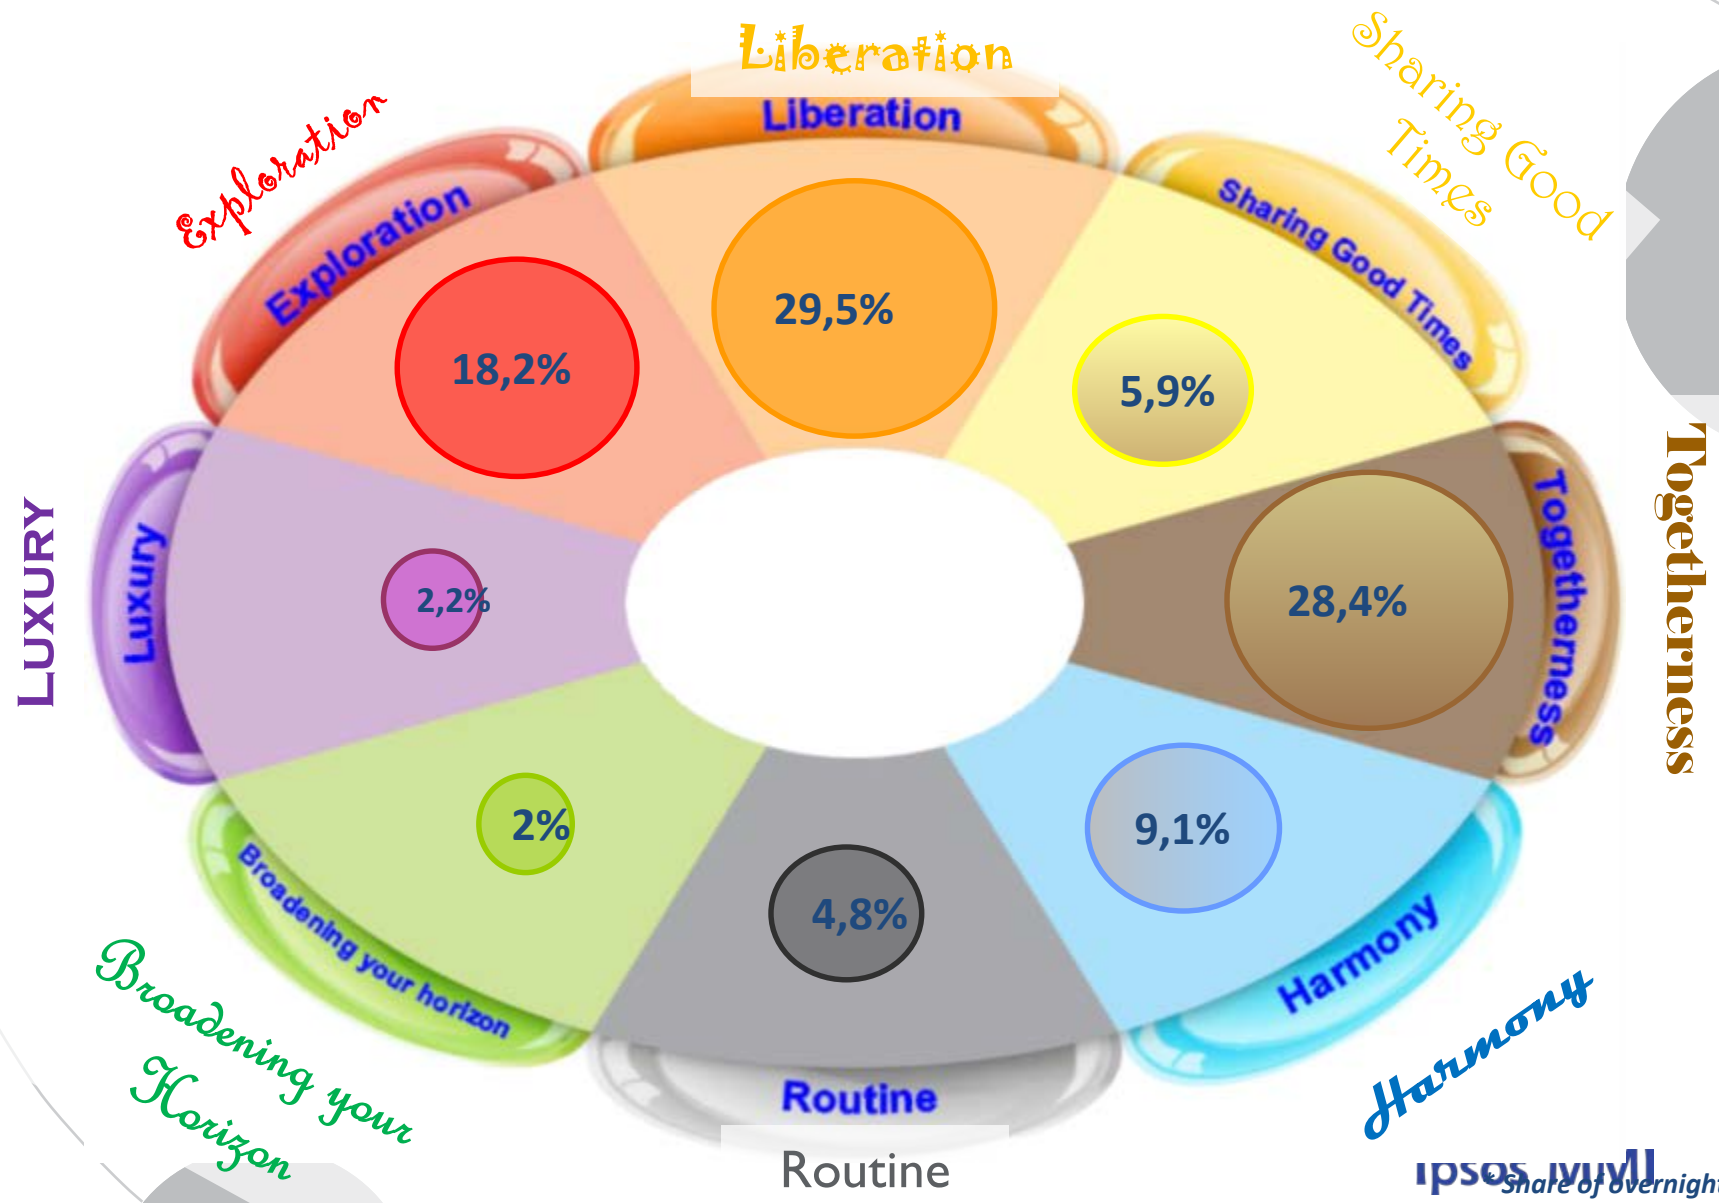 Liberation
Liberation
Sharing Good
Times
Sharing Good Times
Exploration
Exploration
29,5%
18,2%
5,9%
Togetherness
Togetherness
28,4%
LUXURY
Luxury
2,2%
2%
9,1%
4,8%
Broadening your horizon
Broadening your
Horizon
Harmony
Harmony
Routine
Routine
Ipsos
* Share of overnight